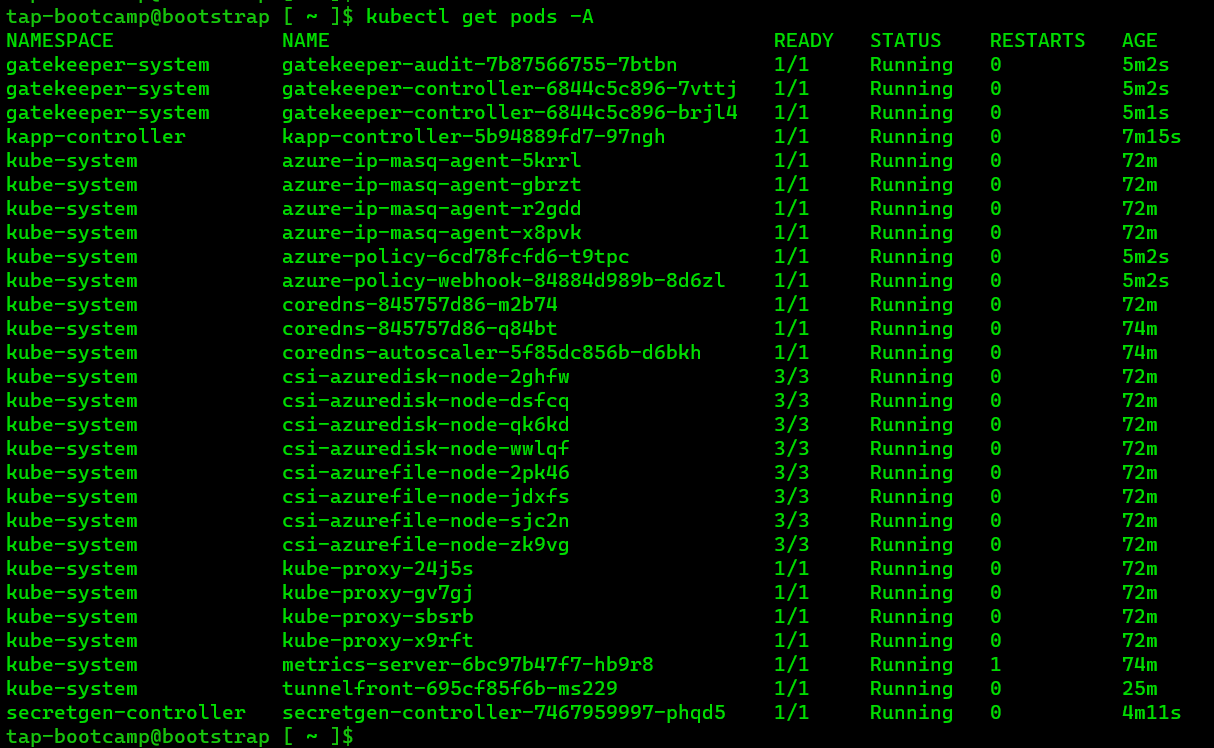 tap-bootcamp@bootstrap [ ~ ]$ kubectl get pods -A
NAMESPACE NAME READY STATUS RESTARTS AGE
gatekeeper-system gatekeeper-audit-7b87566755-7btbn 1/1 Running 0 5m2s
gatekeeper-system gatekeeper-controller-6844c5c896-7vttj 1/1 Running 0 5m2s
gatekeeper-system gatekeeper-controller-6844c5c896-brjl4 1/1 Running 0 5m1s
kapp-controller kapp-controller-5b94889fd7-97ngh 1/1 Running 0 7m15s
kube-system azure-ip-masq-agent-5krrl 1/1 Running 0 72m
kube-system azure-ip-masq-agent-gbrzt 1/1 Running 0 72m
kube-system azure-ip-masq-agent-r2gdd 1/1 Running 0 72m
kube-system azure-ip-masq-agent-x8pvk 1/1 Running 0 72m
kube-system azure-policy-6cd78fcfd6-t9tpc 1/1 Running 0 5m2s
kube-system azure-policy-webhook-84884d989b-8d6zl 1/1 Running 0 5m2s
kube-system coredns-845757d86-m2b74 1/1 Running 0 72m
kube-system coredns-845757d86-q84bt 1/1 Running 0 74m
kube-system coredns-autoscaler-5f85dc856b-d6bkh 1/1 Running 0 74m
kube-system csi-azuredisk-node-2ghfw 3/3 Running 0 72m
kube-system csi-azuredisk-node-dsfcq 3/3 Running 0 72m
kube-system csi-azuredisk-node-qk6kd 3/3 Running 0 72m
kube-system csi-azuredisk-node-wwlqf 3/3 Running 0 72m
kube-system csi-azurefile-node-2pk46 3/3 Running 0 72m
kube-system csi-azurefile-node-jdxfs 3/3 Running 0 72m
kube-system csi-azurefile-node-sjc2n 3/3 Running 0 72m
kube-system csi-azurefile-node-zk9vg 3/3 Running 0 72m
kube-system kube-proxy-24j5s 1/1 Running 0 72m
kube-system kube-proxy-gv7gj 1/1 Running 0 72m
kube-system kube-proxy-sbsrb 1/1 Running 0 72m
kube-system kube-proxy-x9rft 1/1 Running 0 72m
kube-system metrics-server-6bc97b47f7-hb9r8 1/1 Running 1 74m
kube-system tunnelfront-695cf85f6b-ms229 1/1 Running 0 25m
secretgen-controller secretgen-controller-7467959997-phqd5 1/1 Running 0 4m11s
tap-bootcamp@bootstrap [ ~ ]$